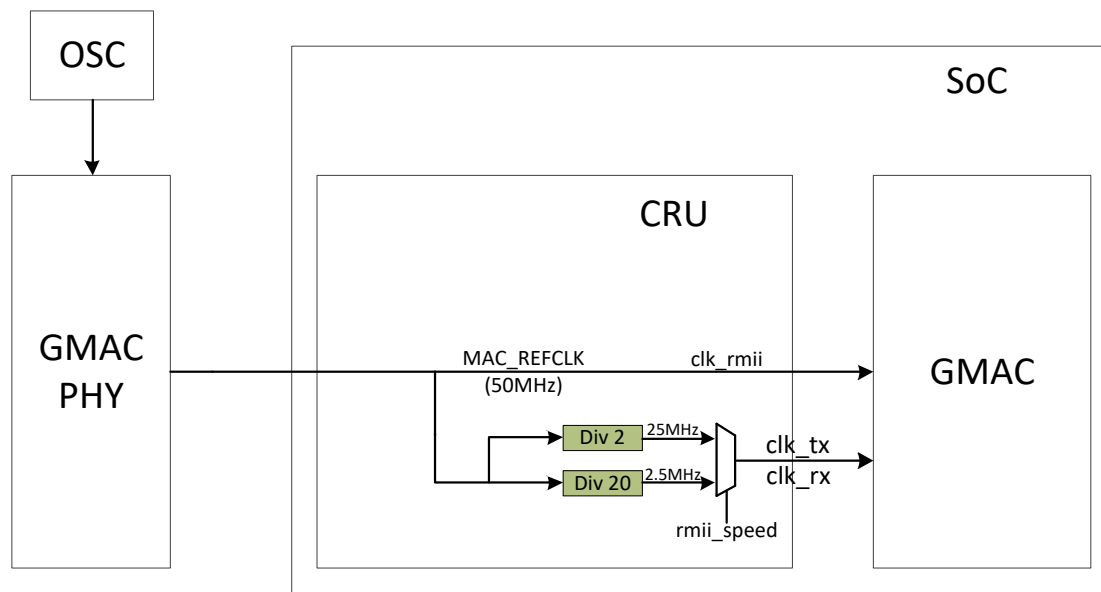 OSC
SoC
CRU
GMAC
PHY
MAC_REFCLK
(50MHz)
clk_rmii
GMAC
Div 2
25MHz
Div 20
2.5MHz
clk_tx
clk_rx
rmii_speed